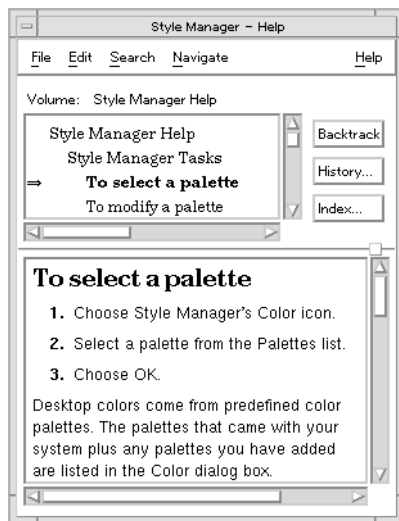 Style Manager - Help
File Edit Search Navigate Help
Volume: Style Manager Help
Style Manager Help
Style Manager Tasks
⇒ To select a palette
To modify a palette
Backtrack
History...
Index...
To select a palette
1. Choose Style Manager's Color icon.
2. Select a palette from the Palettes list.
3. Choose OK.
Desktop colors come from predefined color
palettes. The palettes that came with your
system plus any palettes you have added
are listed in the Color dialog box.